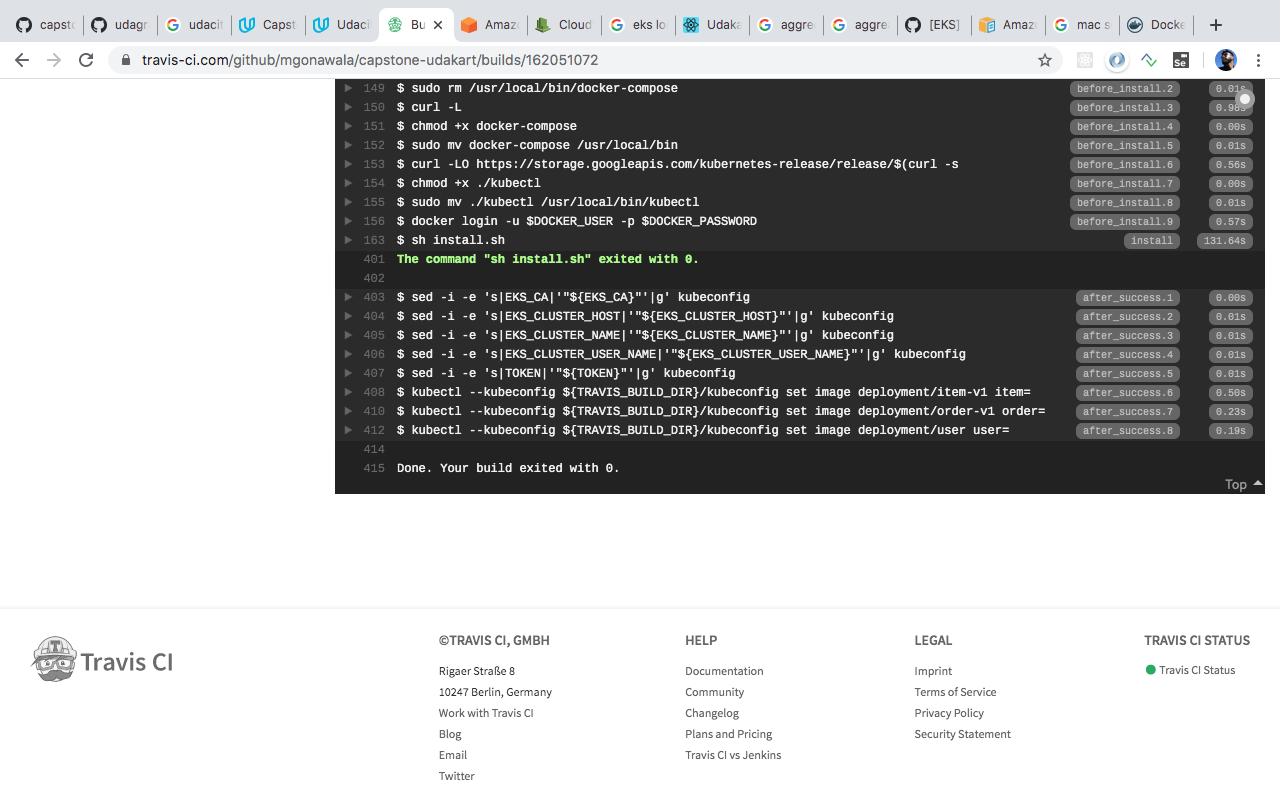 capsto
udagra
udacit
Capst
Udaci
Bu
Amaz
Cloud
eks lo
Udaka
aggre
aggre
[EKS]
Amaz
mac s
Docke
travis-ci.com/github/mgonawala/capstone-udakart/builds/162051072
Se
149 $ sudo rm /usr/local/bin/docker-compose before_install.2 0.01s
150 $ curl -L before_install.3 0.98s
151 $ chmod +x docker-compose before_install.4 0.00s
152 $ sudo mv docker-compose /usr/local/bin before_install.5 0.01s
153 $ curl -LO https://storage.googleapis.com/kubernetes-release/release/$(curl -s before_install.6 0.56s
154 $ chmod +x ./kubectl before_install.7 0.00s
155 $ sudo mv ./kubectl /usr/local/bin/kubectl before_install.8 0.01s
156 $ docker login -u $DOCKER_USER -p $DOCKER_PASSWORD before_install.9 0.57s
163 $ sh install.sh install 131.64s
401 The command "sh install.sh" exited with 0.
402
403 $ sed -i -e 's|EKS_CA|'"${EKS_CA}"'|g' kubeconfig after_success.1 0.00s
404 $ sed -i -e 's|EKS_CLUSTER_HOST|'"${EKS_CLUSTER_HOST}"'|g' kubeconfig after_success.2 0.01s
405 $ sed -i -e 's|EKS_CLUSTER_NAME|'"${EKS_CLUSTER_NAME}"'|g' kubeconfig after_success.3 0.01s
406 $ sed -i -e 's|EKS_CLUSTER_USER_NAME|'"${EKS_CLUSTER_USER_NAME}"'|g' kubeconfig after_success.4 0.01s
407 $ sed -i -e 's|TOKEN|'"${TOKEN}"'|g' kubeconfig after_success.5 0.01s
408 $ kubectl --kubeconfig ${TRAVIS_BUILD_DIR}/kubeconfig set image deployment/item-v1 item= after_success.6 0.50s
410 $ kubectl --kubeconfig ${TRAVIS_BUILD_DIR}/kubeconfig set image deployment/order-v1 order= after_success.7 0.23s
412 $ kubectl --kubeconfig ${TRAVIS_BUILD_DIR}/kubeconfig set image deployment/user user= after_success.8 0.19s
414
415 Done. Your build exited with 0.
Top
Travis CI
©TRAVIS CI, GMBH
Rigaer Straße 8
10247 Berlin, Germany
Work with Travis CI
Blog
Email
Twitter
HELP
Documentation
Community
Changelog
Plans and Pricing
Travis CI vs Jenkins
LEGAL
Imprint
Terms of Service
Privacy Policy
Security Statement
TRAVIS CI STATUS
Travis CI Status